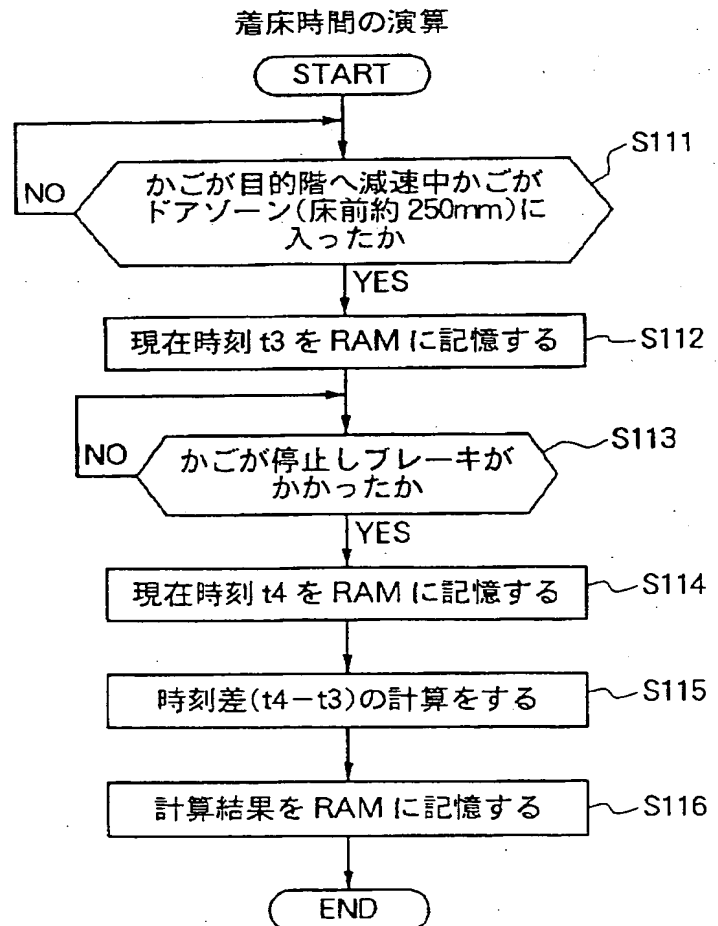 着床時間の演算
START
S111
NO
かごが目的階へ減速中かごが
ドアゾーン(床前約250mm)に
入ったか
YES
現在時刻 t3 を RAM に記憶する
S112
S113
NO
かごが停止しブレーキが
かかったか
YES
現在時刻 t4 を RAM に記憶する
S114
時刻差(t4-t3)の計算をする
S115
計算結果を RAM に記憶する
S116
END